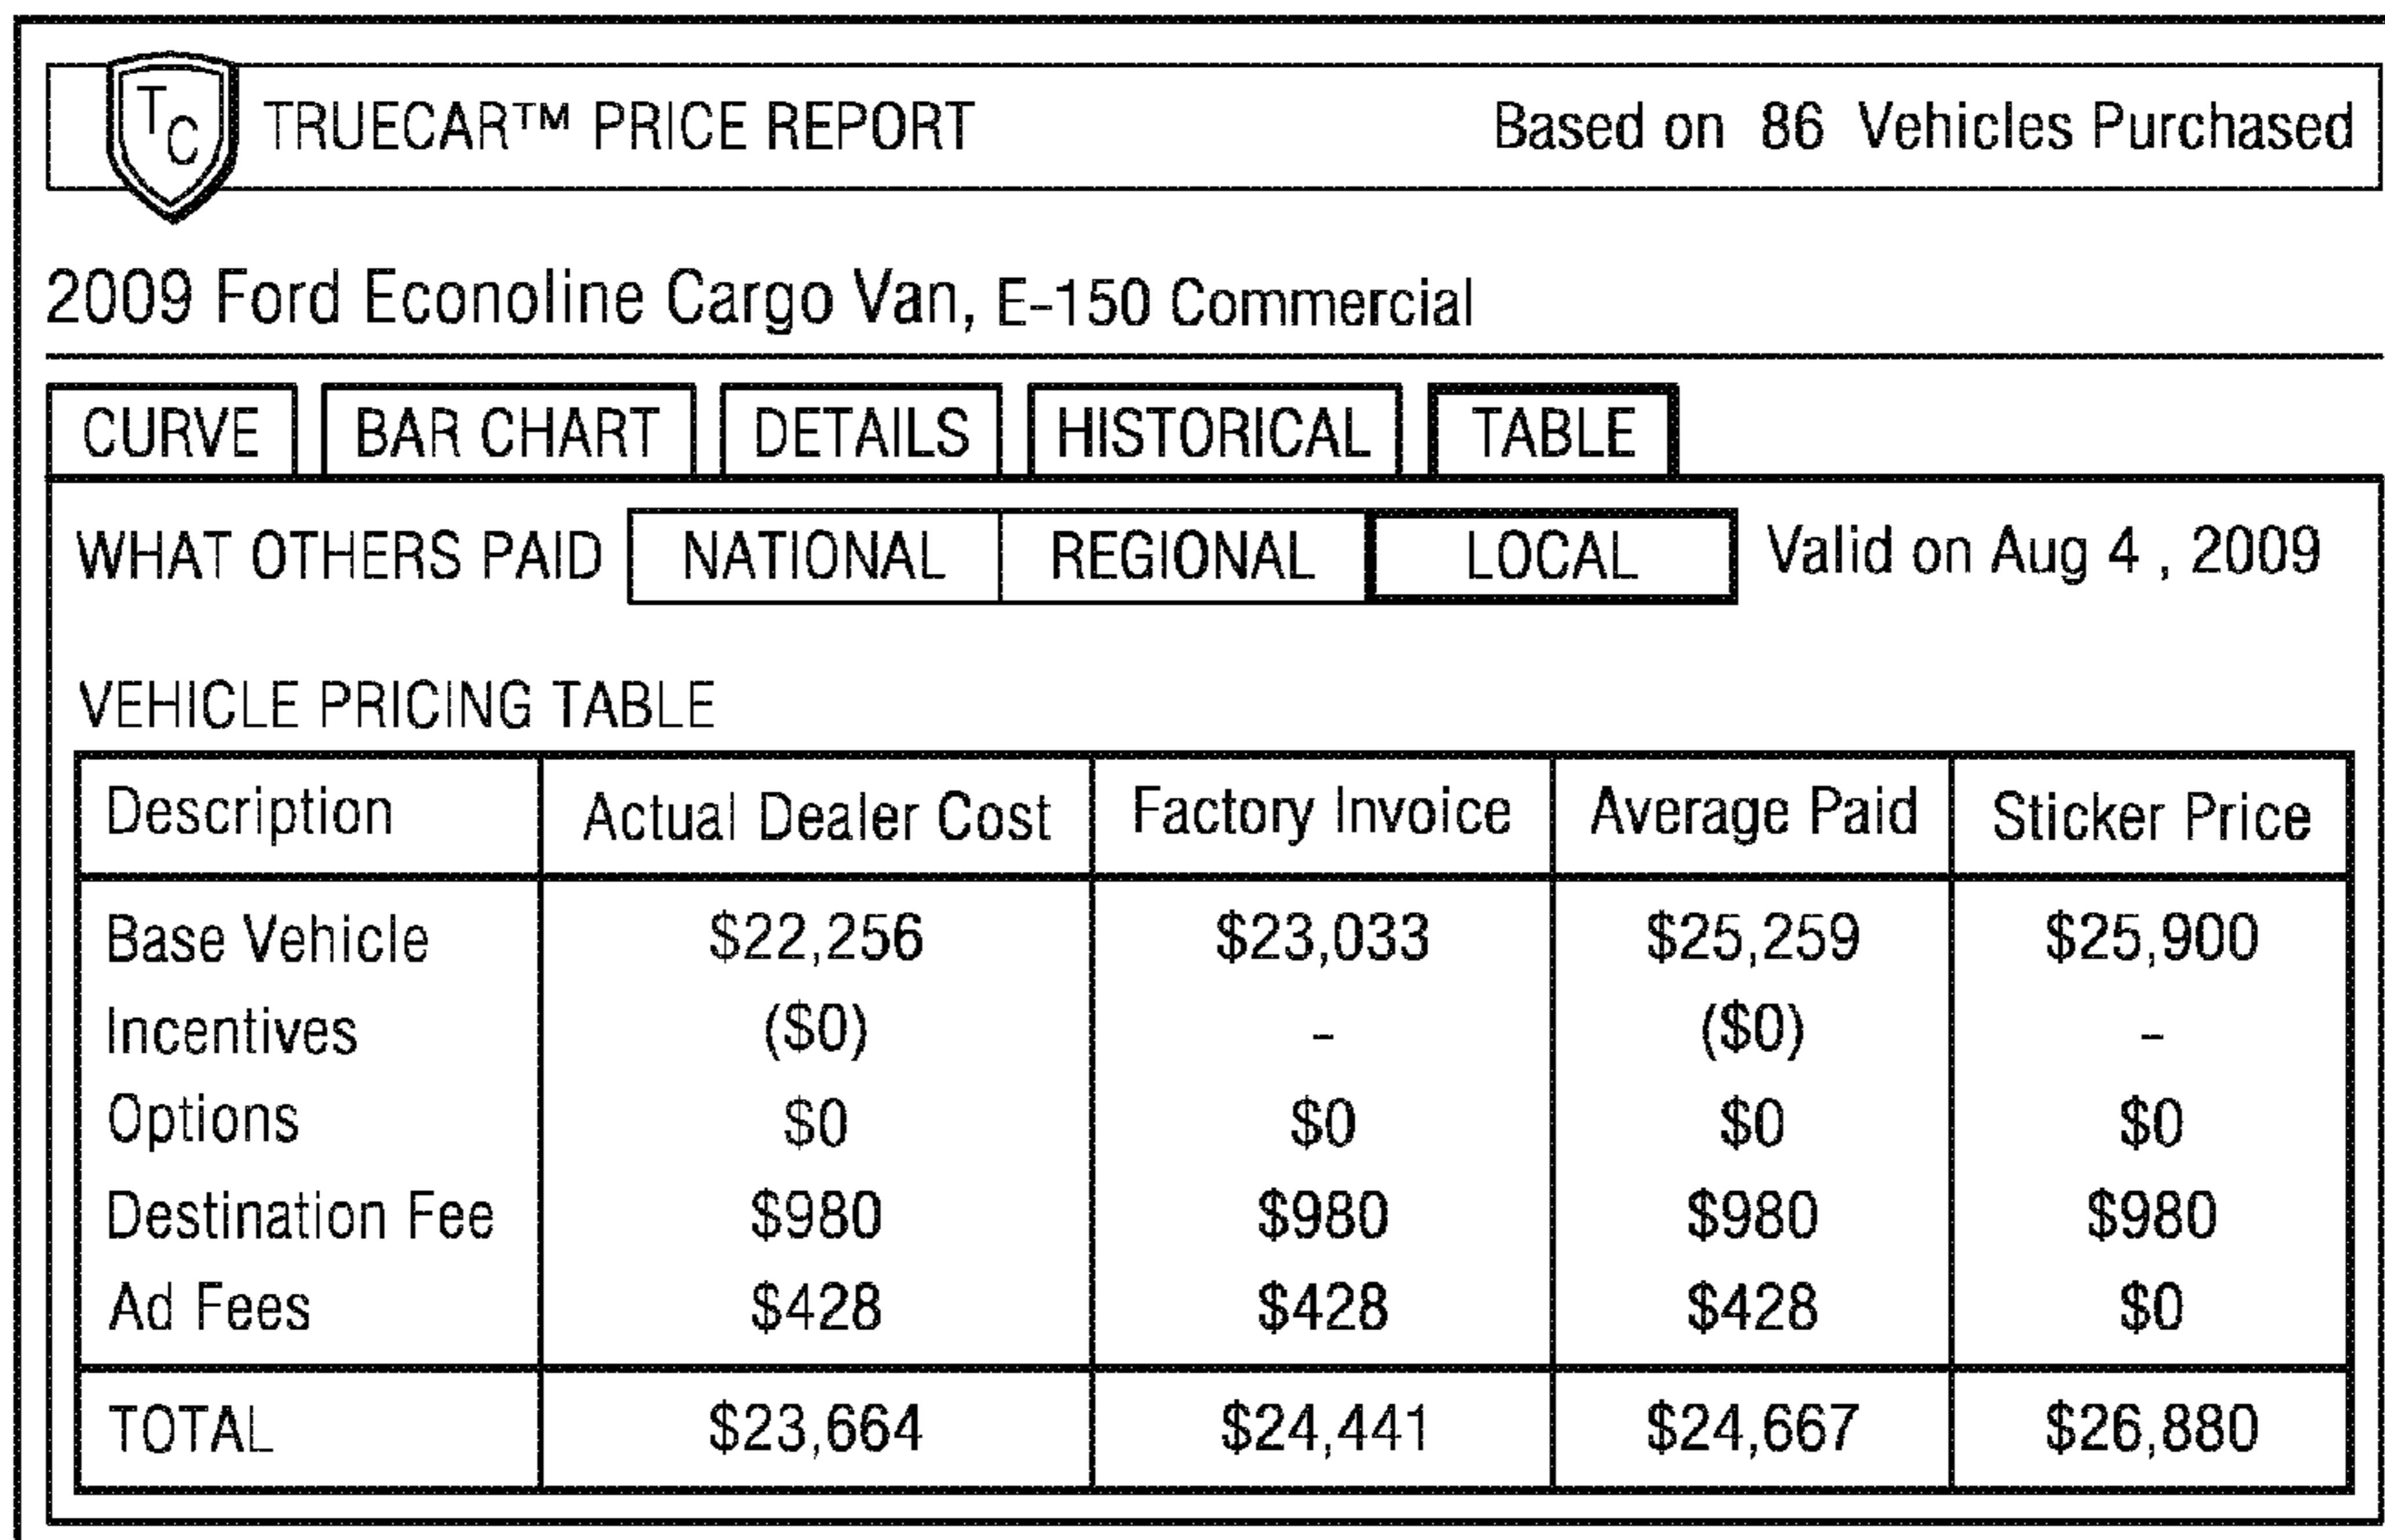 TC TRUECAR™ PRICE REPORT Based on 86 Vehicles Purchased
2009 Ford Econoline Cargo Van, E-150 Commercial
CURVE BAR CHART DETAILS HISTORICAL TABLE
WHAT OTHERS PAID NATIONAL REGIONAL LOCAL Valid on Aug 4 , 2009
VEHICLE PRICING TABLE
Description Actual Dealer Cost Factory Invoice Average Paid Sticker Price
Base Vehicle $22,256 $23,033 $25,259 $25,900
Incentives ($0) - ($0) -
Options $0 $0 $0 $0
Destination Fee $980 $980 $980 $980
Ad Fees $428 $428 $428 $0
TOTAL $23,664 $24,441 $24,667 $26,880